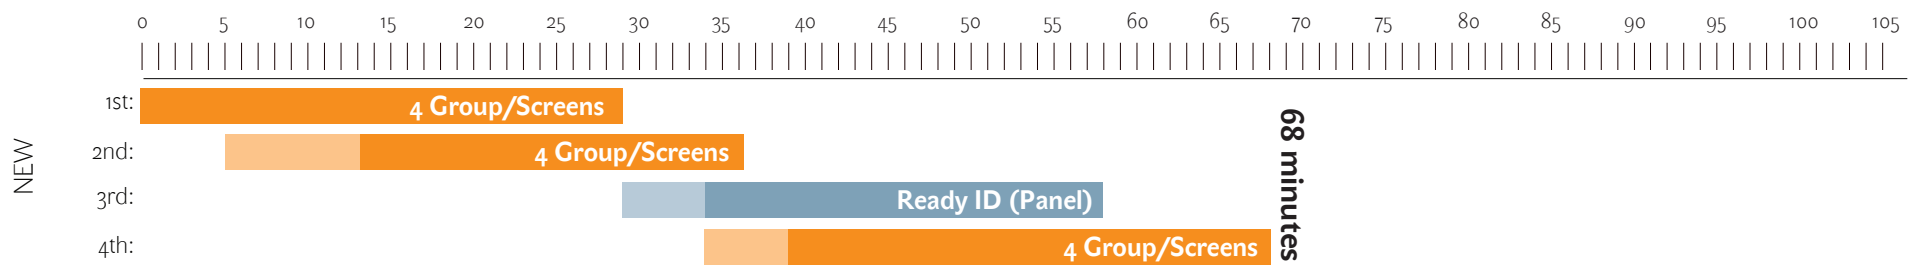 0 5 10 15 20 25 30 35 40 45 50 55 60 65 70 75 80 85 90 95 100 105
NEW
1st: 4 Group/Screens
2nd: 4 Group/Screens
3rd: Ready ID (Panel)
4th: 4 Group/Screens
68 minutes